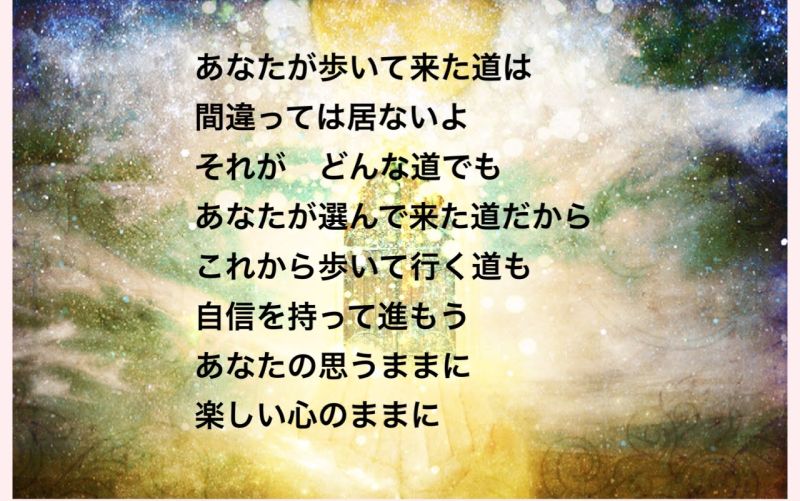 あなたが歩いて来た道は
間違っては居ないよ
それが　どんな道でも
あなたが選んで来た道だから
これから歩いて行く道も
自信を持って進もう
あなたの思うままに
楽しい心のままに